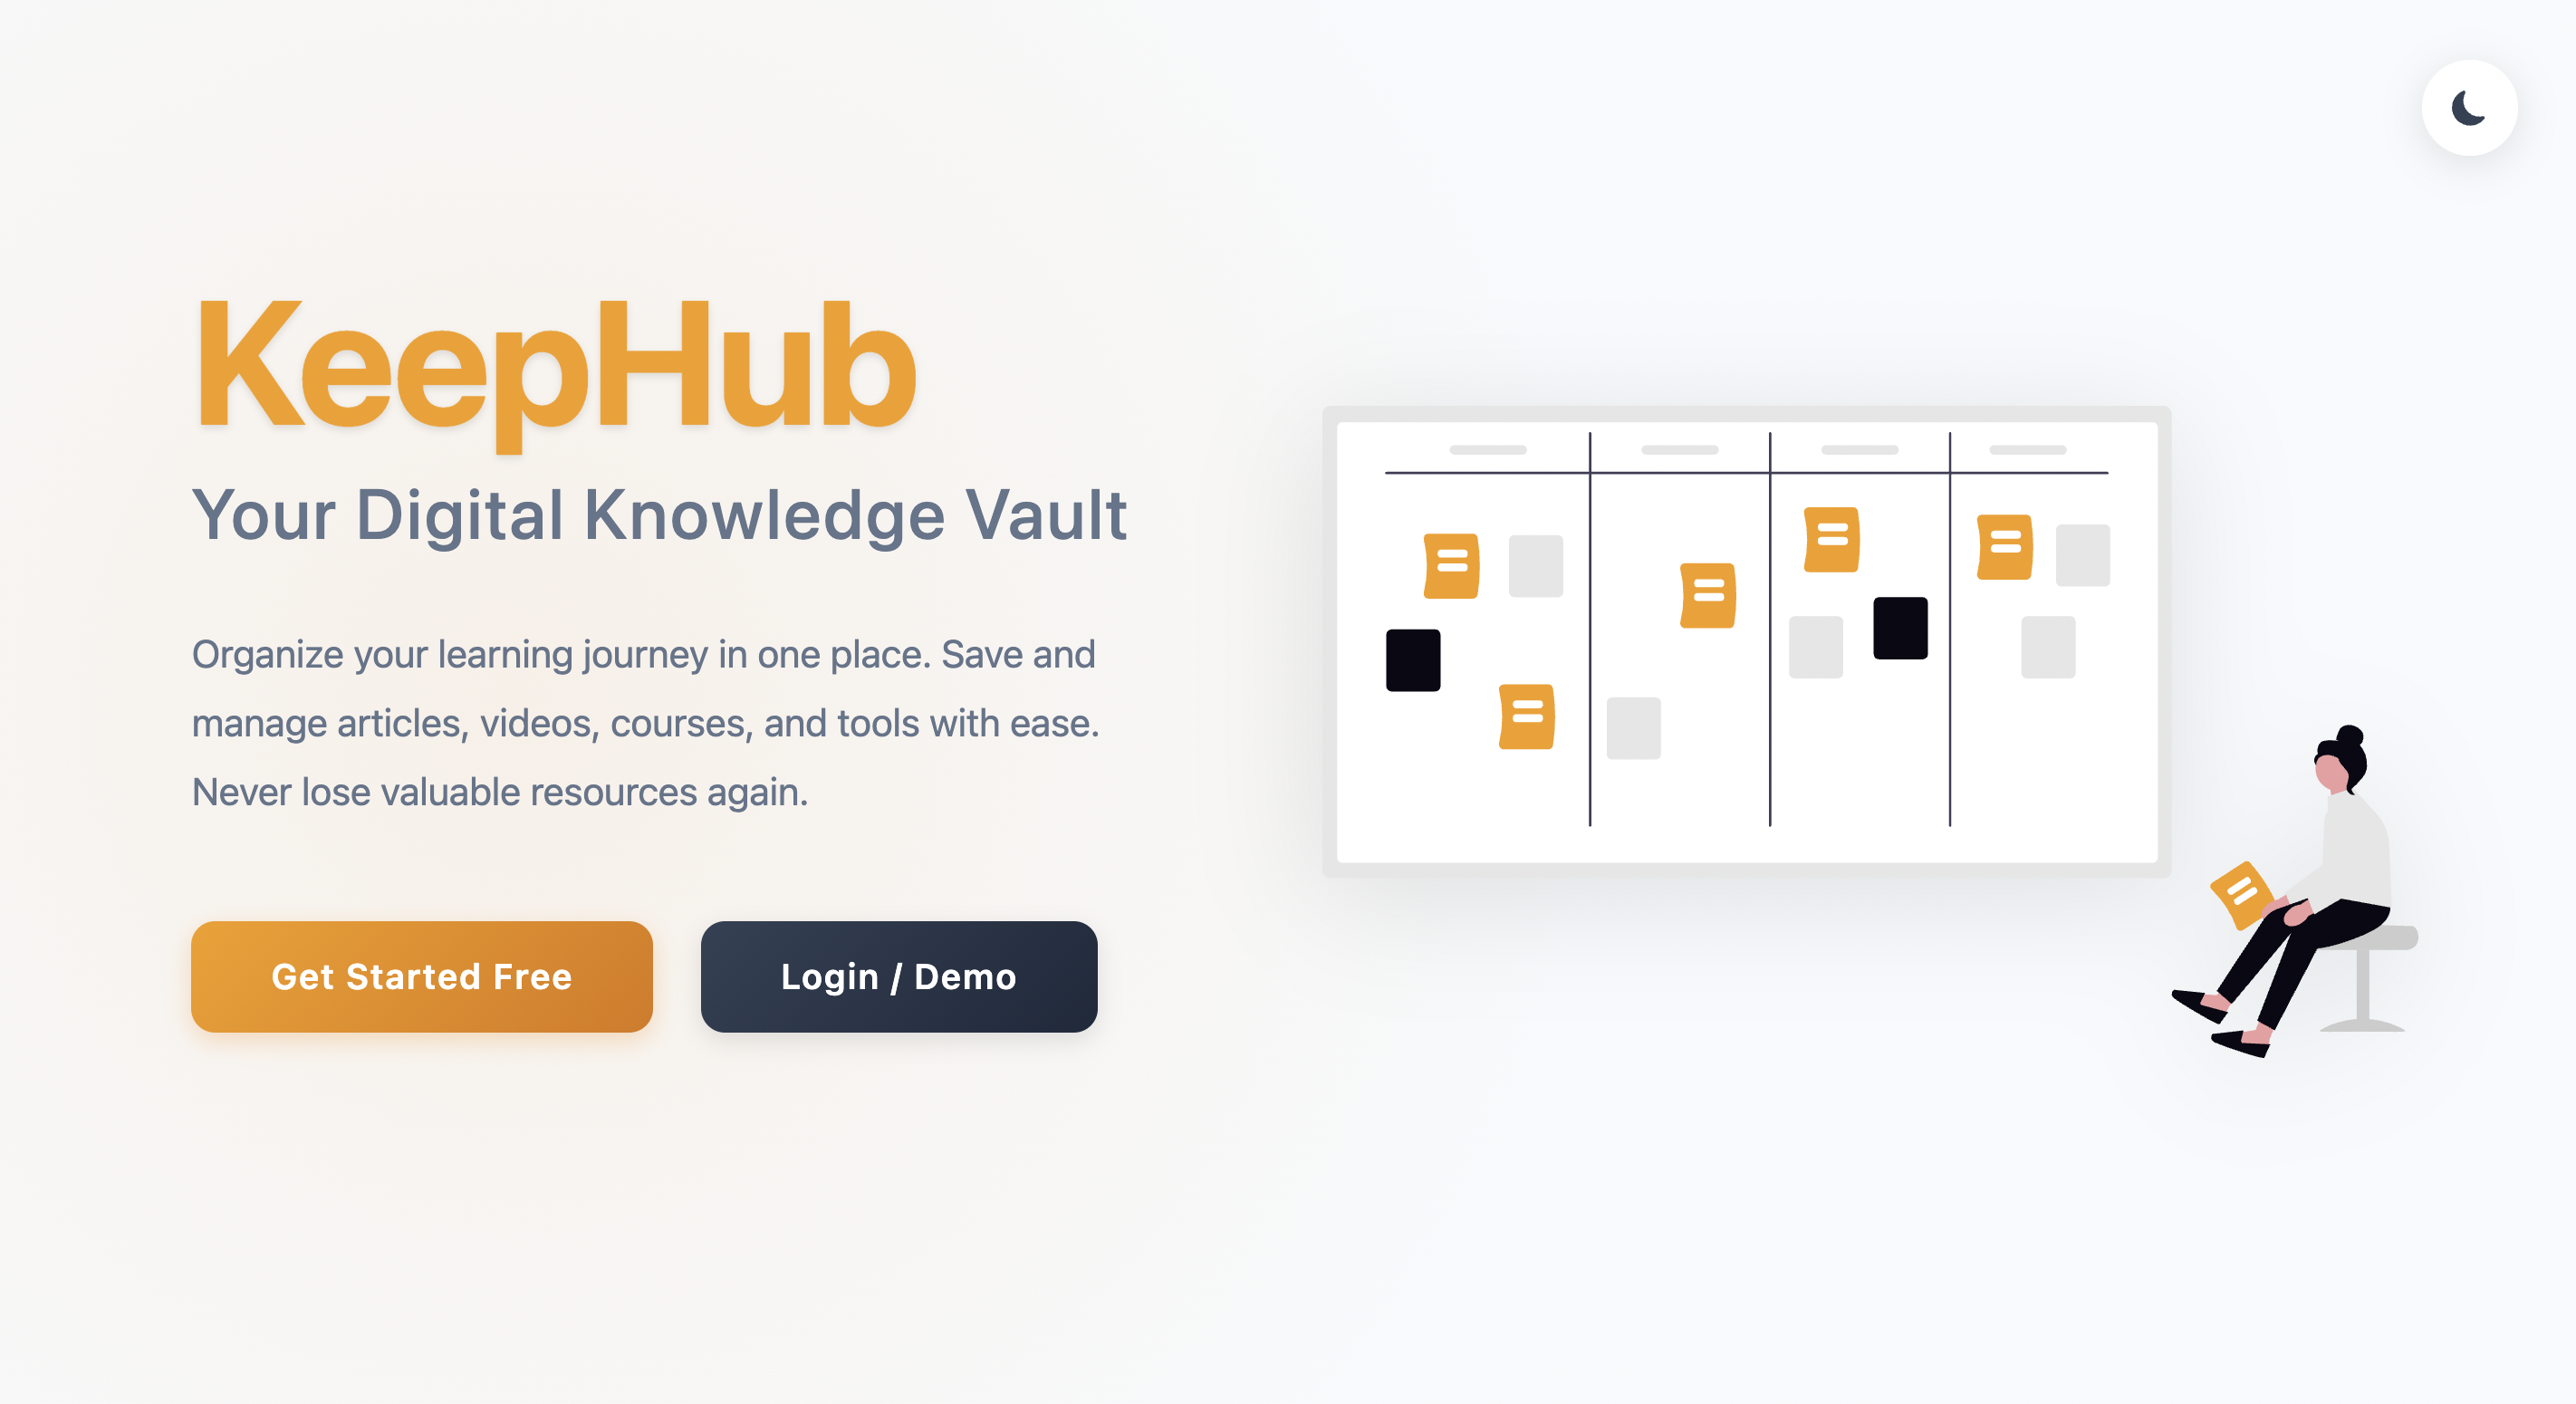 KeepHub
Your Digital Knowledge Vault
Organize your learning journey in one place. Save and
manage articles, videos, courses, and tools with ease.
Never lose valuable resources again.
Get Started Free
Login / Demo